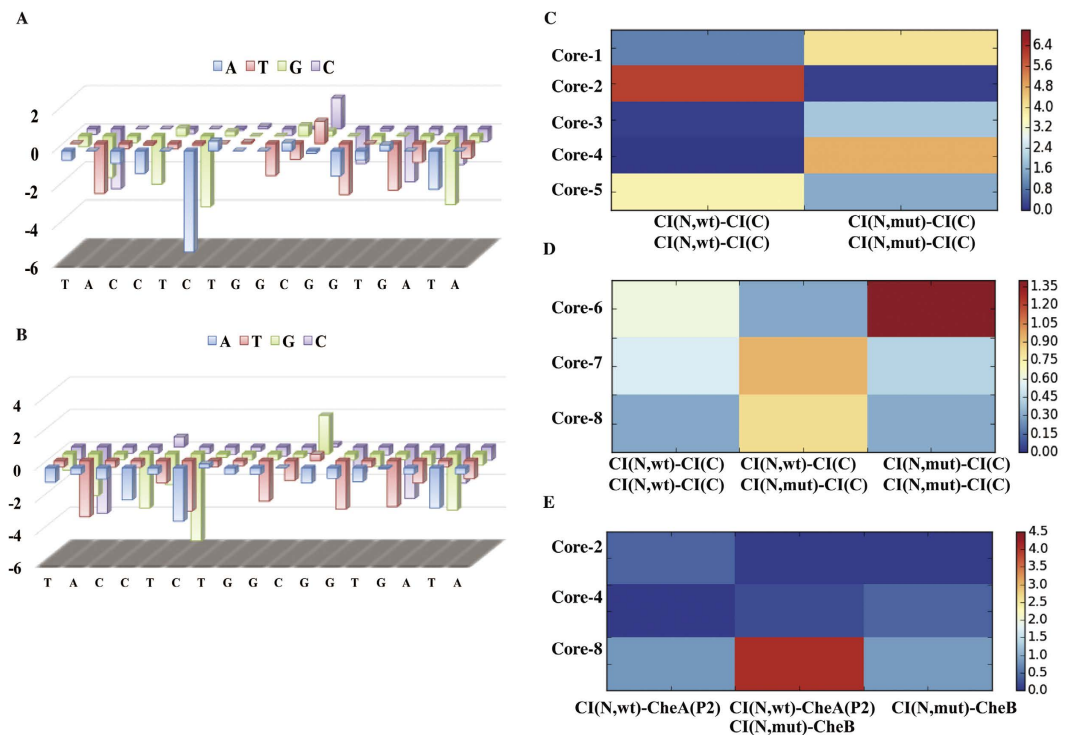 A
A T G C
2
0
-2
-4
-6
T A C C T C T G G C G G T G A T A
B
A T G C
4
2
0
-2
-4
-6
T A C C T C T G G C G G T G A T A
C
Core-1
Core-2
Core-3
Core-4
Core-5
CI(N,wt)-CI(C) CI(N,mut)-CI(C)
CI(N,wt)-CI(C) CI(N,mut)-CI(C)
6.4
5.6
4.8
4.0
3.2
2.4
1.6
0.8
0.0
D
Core-6
Core-7
Core-8
CI(N,wt)-CI(C) CI(N,wt)-CI(C) CI(N,mut)-CI(C)
CI(N,wt)-CI(C) CI(N,mut)-CI(C) CI(N,mut)-CI(C)
1.35
1.20
1.05
0.90
0.75
0.60
0.45
0.30
0.15
0.00
E
Core-2
Core-4
Core-8
CI(N,wt)-CheA(P2) CI(N,wt)-CheA(P2) CI(N,mut)-CheB
CI(N,mut)-CheB
4.5
4.0
3.5
3.0
2.5
2.0
1.5
1.0
0.5
0.0